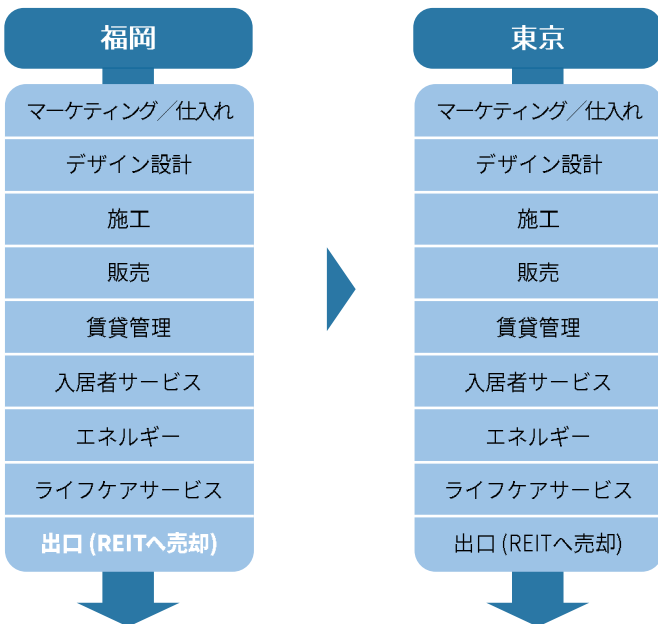 福岡
マーケティング／仕入れ
デザイン設計
施工
販売
賃貸管理
入居者サービス
エネルギー
ライフケアサービス
出口 (REITへ売却)
東京
マーケティング／仕入れ
デザイン設計
施工
販売
賃貸管理
入居者サービス
エネルギー
ライフケアサービス
出口 (REITへ売却)